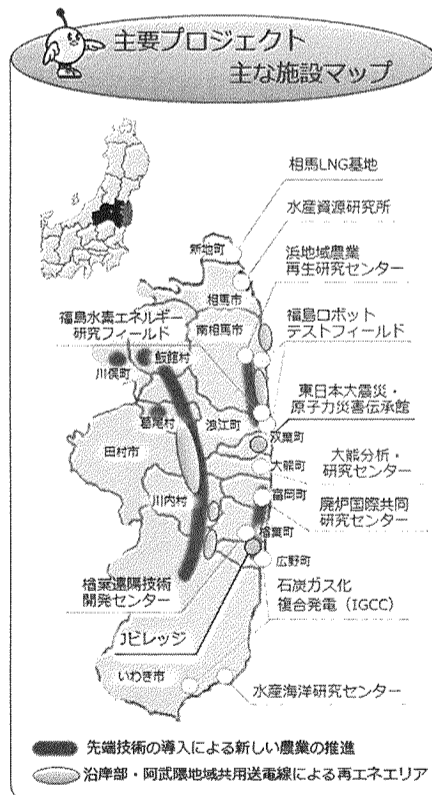 主要プロジェクト
主な施設マップ
相馬LNG基地
水産資源研究所
浜地域農業
再生研究センター
新地町
相馬市
南相馬市
福島水素エネルギー
研究フィールド
福島ロボット
テストフィールド
飯館村
川俣町
東日本大震災・
原子力災害伝承館
葛尾村
浪江町
双葉町
田村市
大熊町
大熊分析・
研究センター
川内村
富岡町
廃炉国際共同
研究センター
楢葉町
広野町
楢葉遠隔技術
開発センター
石炭ガス化
複合発電（IGCC）
Jビレッジ
いわき市
水産海洋研究センター
先端技術の導入による新しい農業の推進
沿岸部・阿武隈地域共用送電線による再エネエリア